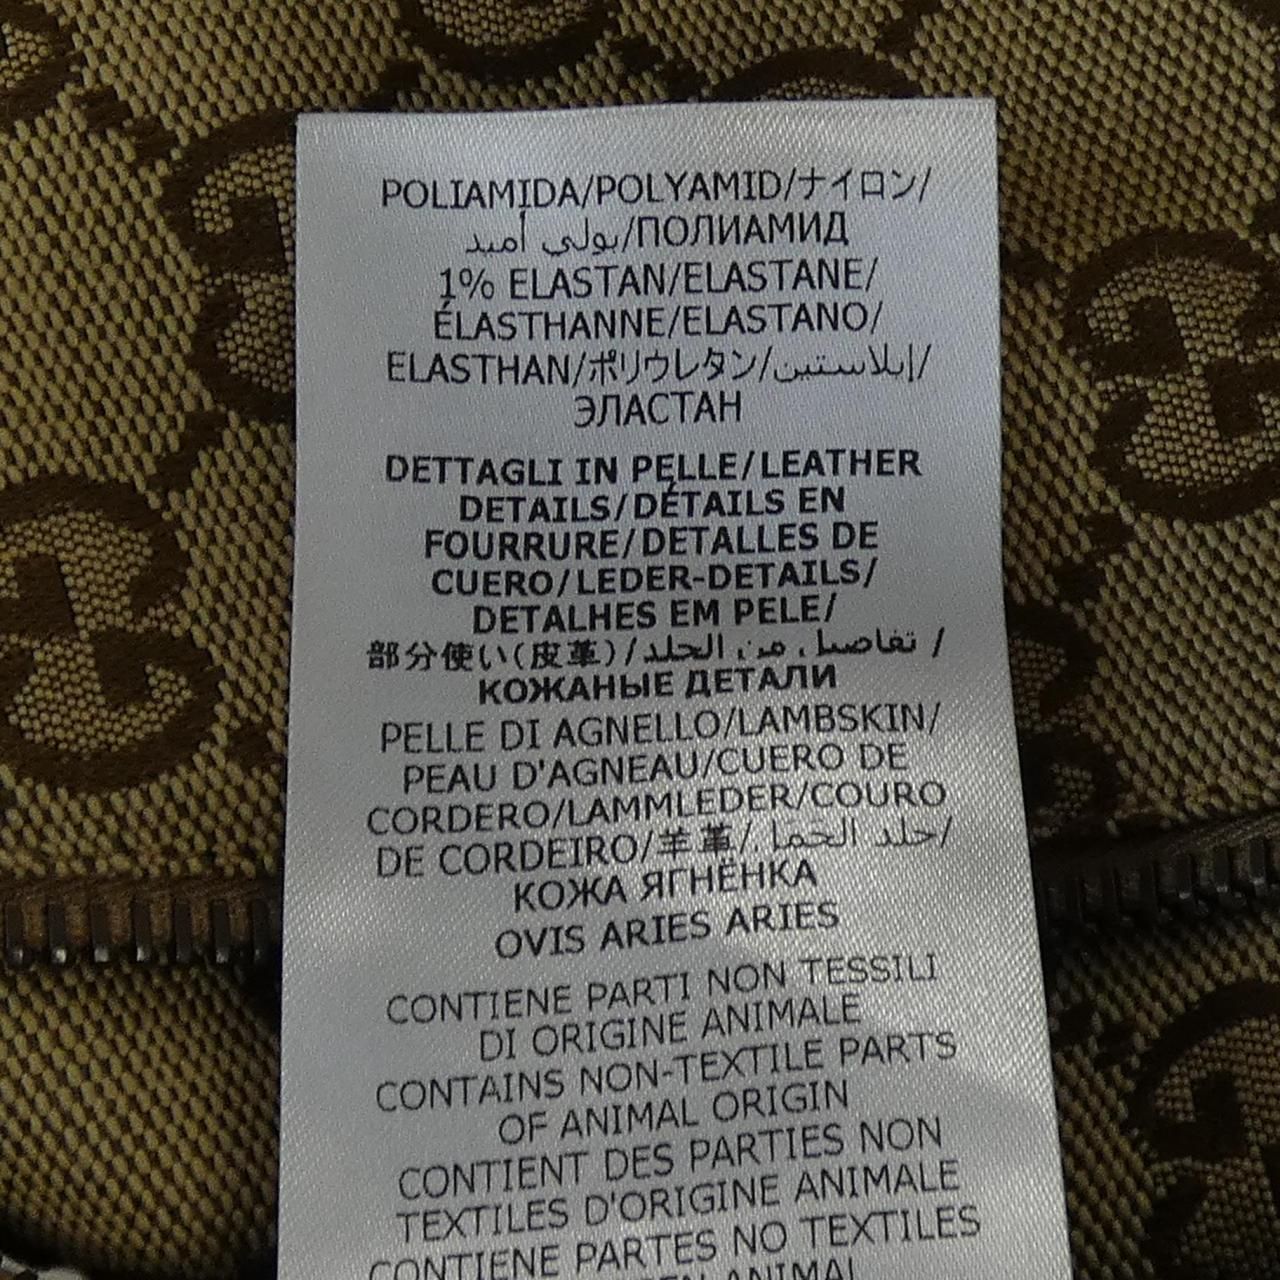 POLIAMIDA/POLYAMID/ナイロン/
بولي أميد/ПОЛИАМИД
1% ELASTAN/ELASTANE/
ÉLASTHANNE/ELASTANO/
ELASTHAN/ポリウレタン/إيلاستين/
ЭЛАСТАН
DETTAGLI IN PELLE/LEATHER
DETAILS/DÉTAILS EN
FOURRURE/DETALLES DE
CUERO/LEDER-DETAILS/
DETALHES EM PELE/
部分使い(皮革)/تفاصيل من الجلد /
КОЖАНЫЕ ДЕТАЛИ
PELLE DI AGNELLO/LAMBSKIN/
PEAU D'AGNEAU/CUERO DE
CORDERO/LAMMLEDER/COURO
DE CORDEIRO/羊革/جلد الحمل/
КОЖА ЯГНЁНКА
OVIS ARIES ARIES
CONTIENE PARTI NON TESSILI
DI ORIGINE ANIMALE
CONTAINS NON-TEXTILE PARTS
OF ANIMAL ORIGIN
CONTIENT DES PARTIES NON
TEXTILES D'ORIGINE ANIMALE
CONTIENE PARTES NO TEXTILES
ANIMAL